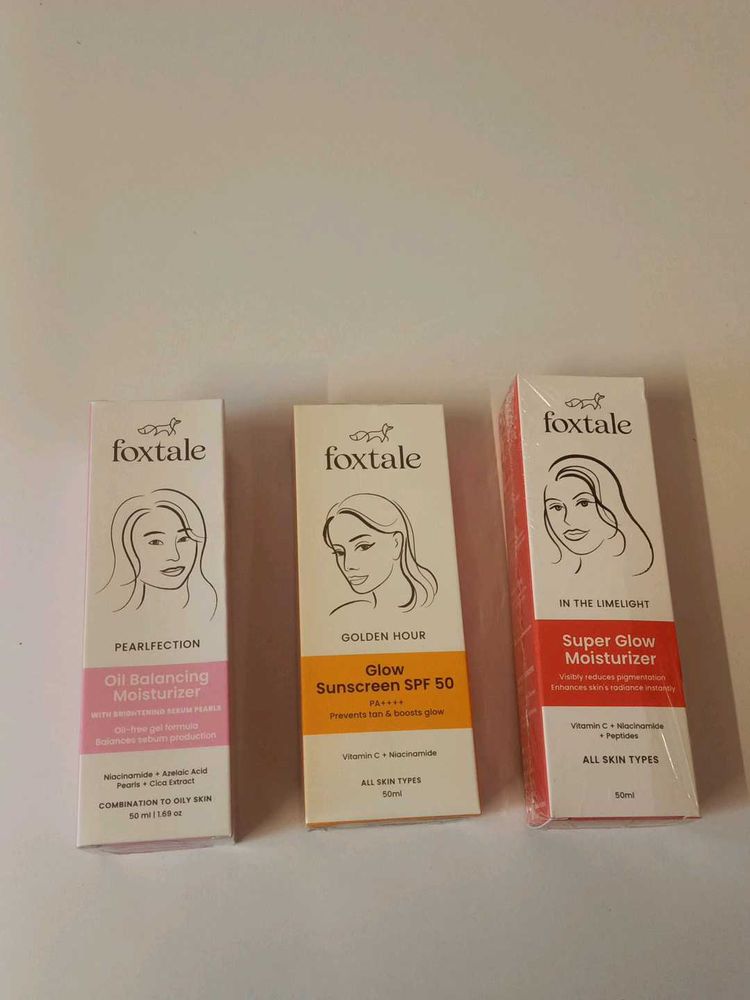 foxtale
PEARLFECTION
Oil Balancing
Moisturizer
WITH BRIGHTENING SERUM PEARLS
Oil-free gel formula
Balances sebum production
Niacinamide + Azelaic Acid
Pearls + Cica Extract
COMBINATION TO OILY SKIN
50 ml | 1.69 oz
foxtale
GOLDEN HOUR
Glow
Sunscreen SPF 50
PA++++
Prevents tan & boosts glow
Vitamin C + Niacinamide
ALL SKIN TYPES
50ml
foxtale
IN THE LIMELIGHT
Super Glow
Moisturizer
Visibly reduces pigmentation
Enhances skin's radiance instantly
Vitamin C + Niacinamide
+ Peptides
ALL SKIN TYPES
50ml